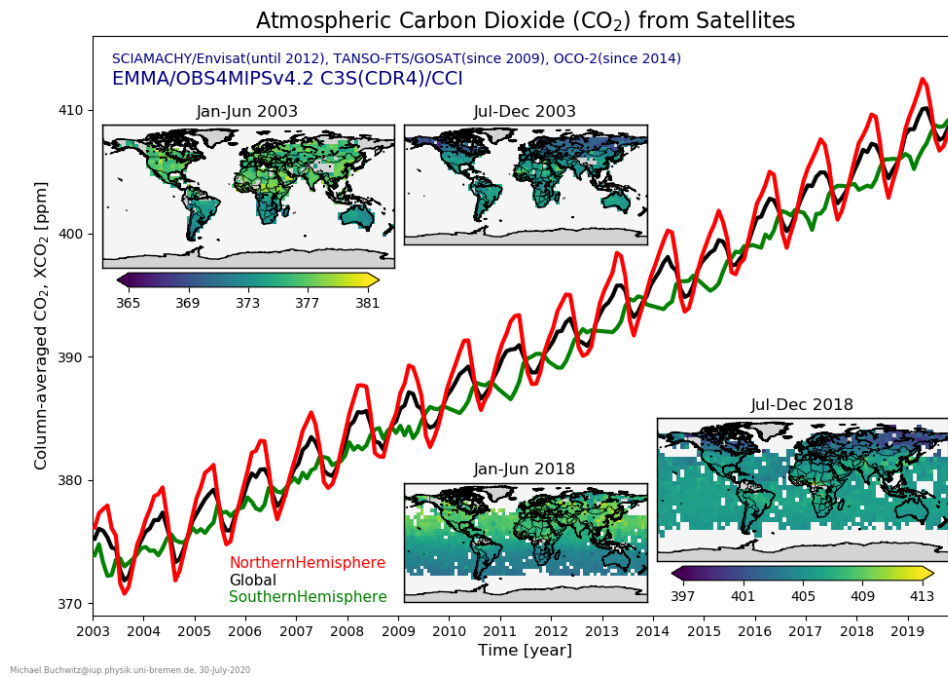 Atmospheric Carbon Dioxide (CO₂) from Satellites
SCIAMACHY/Envisat(until 2012), TANSO-FTS/GOSAT(since 2009), OCO-2(since 2014)
EMMA/OBS4MIPSv4.2 C3S(CDR4)/CCI
Jan-Jun 2003
Jul-Dec 2003
365 369 373 377 381
Column-averaged CO₂, XCO₂ [ppm]
410
400
390
380
370
Jul-Dec 2018
Jan-Jun 2018
397 401 405 409 413
NorthernHemisphere
Global
SouthernHemisphere
2003 2004 2005 2006 2007 2008 2009 2010 2011 2012 2013 2014 2015 2016 2017 2018 2019
Time [year]
Michael.Buchwitz@iup.physik.uni-bremen.de, 30-July-2020